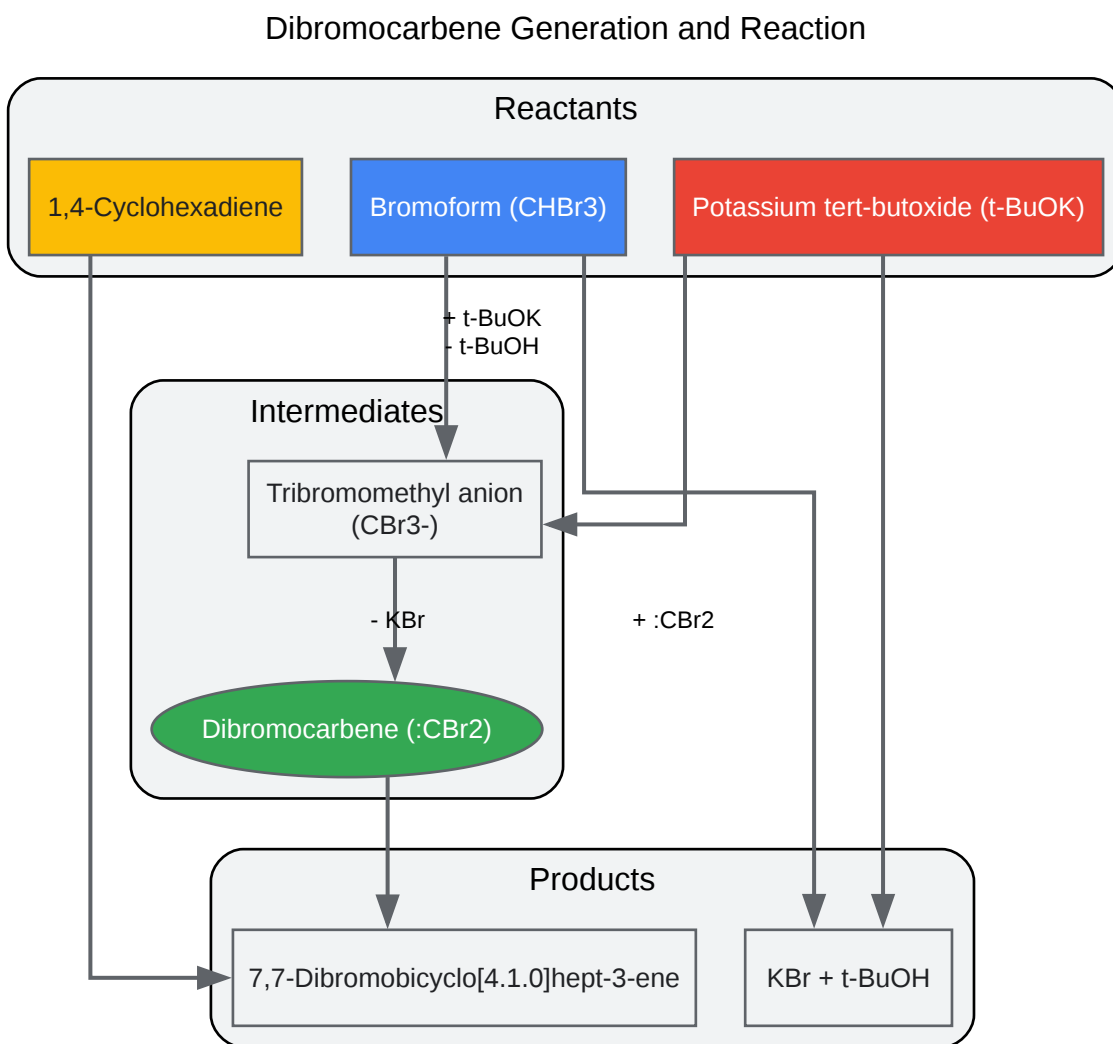 Dibromocarbene Generation and Reaction
Reactants
1,4-Cyclohexadiene
Bromoform (CHBr3)
Potassium tert-butoxide (t-BuOK)
+ t-BuOK
- t-BuOH
Intermediates
Tribromomethyl anion
(CBr3-)
- KBr
+ :CBr2
Dibromocarbene (:CBr2)
Products
7,7-Dibromobicyclo[4.1.0]hept-3-ene
KBr + t-BuOH